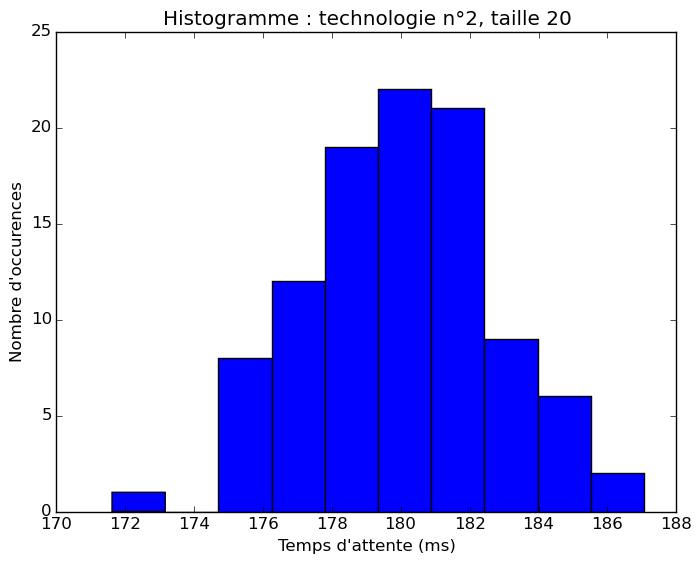 Histogramme : technologie n°2, taille 20
25
20
15
10
5
0
Nombre d'occurences
170 172 174 176 178 180 182 184 186 188
Temps d'attente (ms)